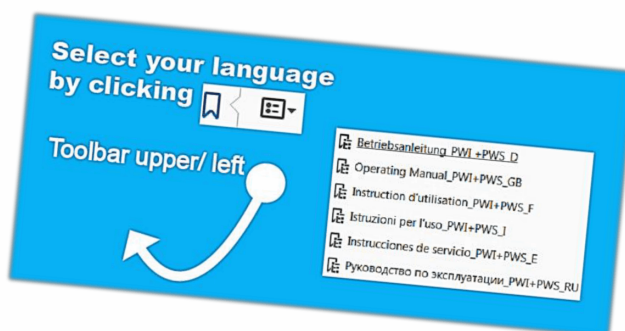 Select your language
by clicking
Toolbar upper/ left
Betriebsanleitung_PWI +PWS_D
Operating Manual_PWI+PWS_GB
Instruction d'utilisation_PWI+PWS_F
Istruzioni per l'uso_PWI+PWS_I
Instrucciones de servicio_PWI+PWS_E
Руководство по эксплуатации_PWI+PWS_RU